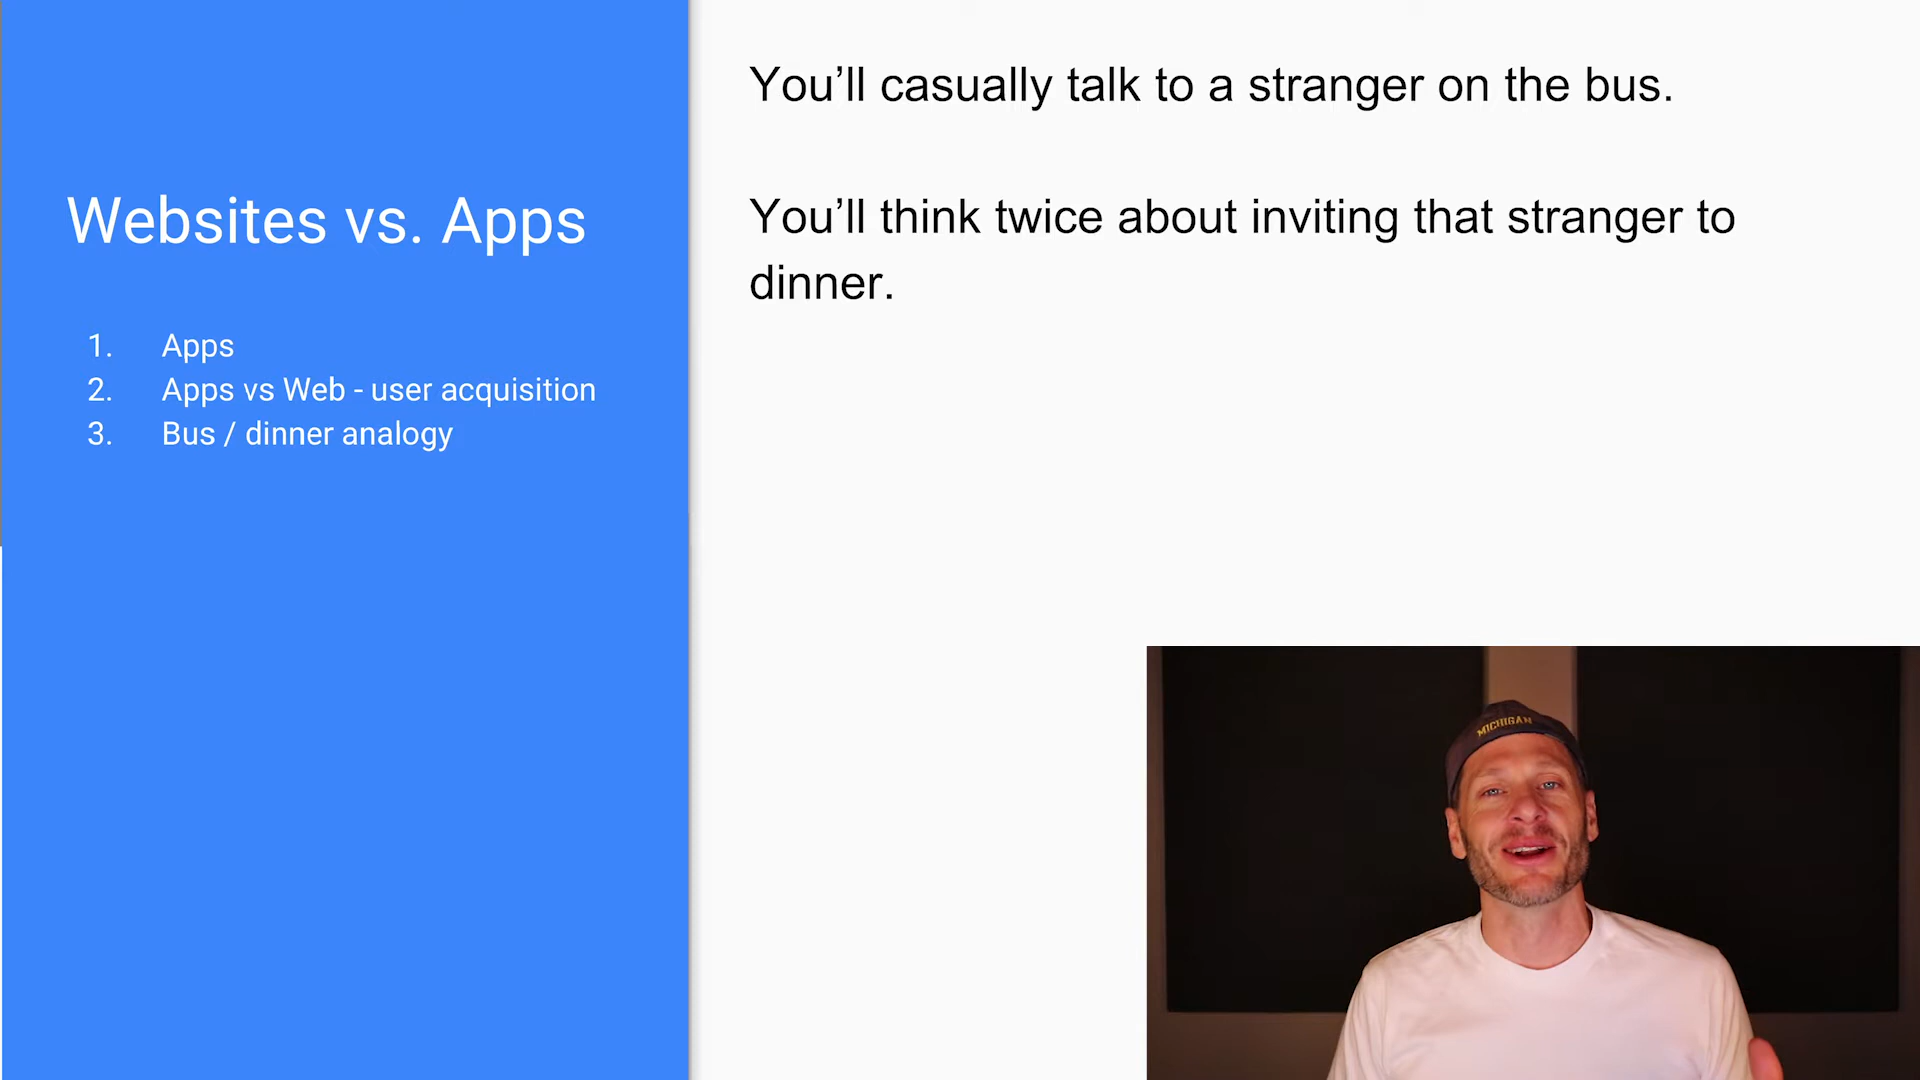 Websites vs. Apps
1. Apps
2. Apps vs Web - user acquisition
3. Bus / dinner analogy
You’ll casually talk to a stranger on the bus.
You’ll think twice about inviting that stranger to
dinner.
MICHIGAN